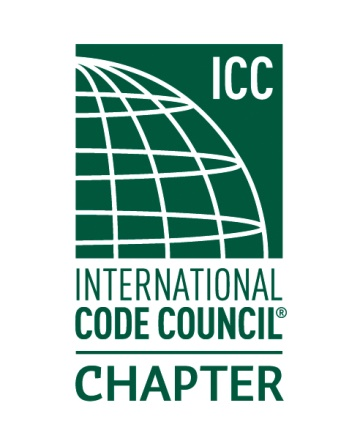 ICC
INTERNATIONAL
CODE COUNCIL®
CHAPTER